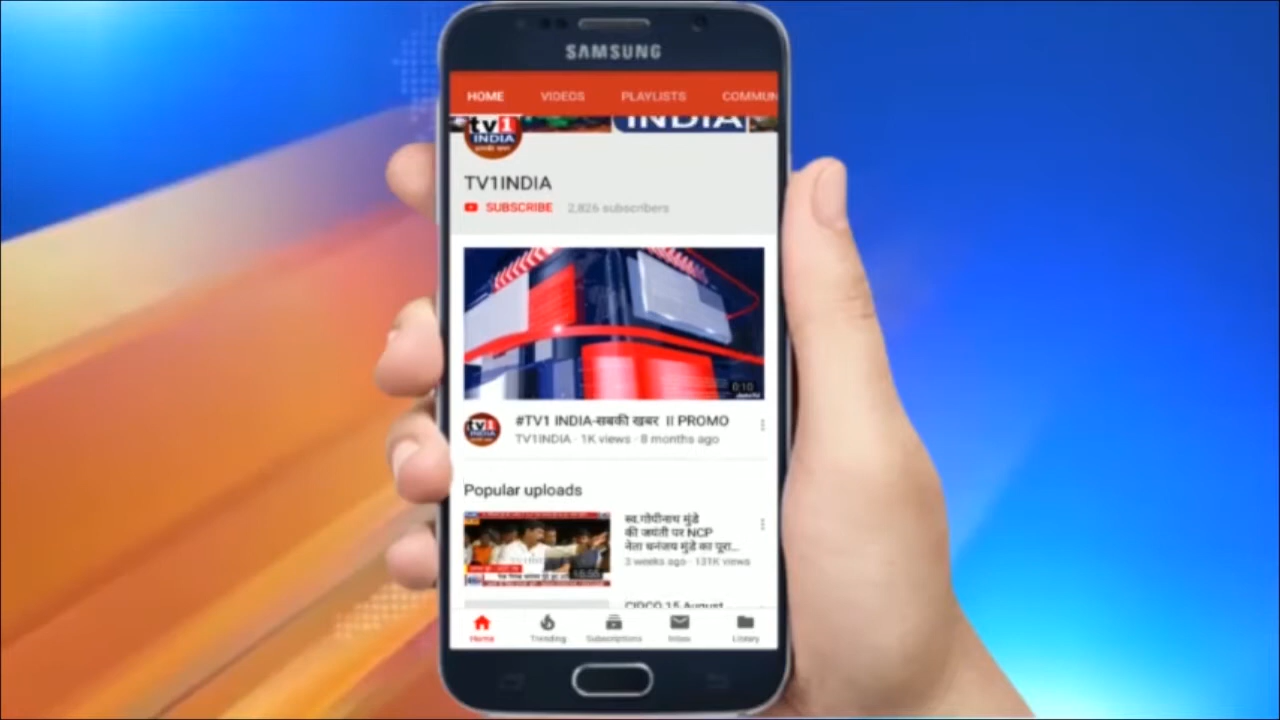 SAMSUNG
HOME VIDEOS PLAYLISTS COMMUN
tv1 INDIA
INDIA
TV1INDIA
SUBSCRIBE 2,826 subscribers
0:10
tv1
INDIA
#TV1 INDIA-सबकी खबर II PROMO
TV1INDIA · 1K views · 8 months ago
Popular uploads
स्व.गोपीनाथ मुंडे
की जयंती पर NCP
नेता धनंजय मुंडे का पूरा...
3 weeks ago · 131K views
CIDCO 15 August
Home Trending Subscriptions Inbox Library